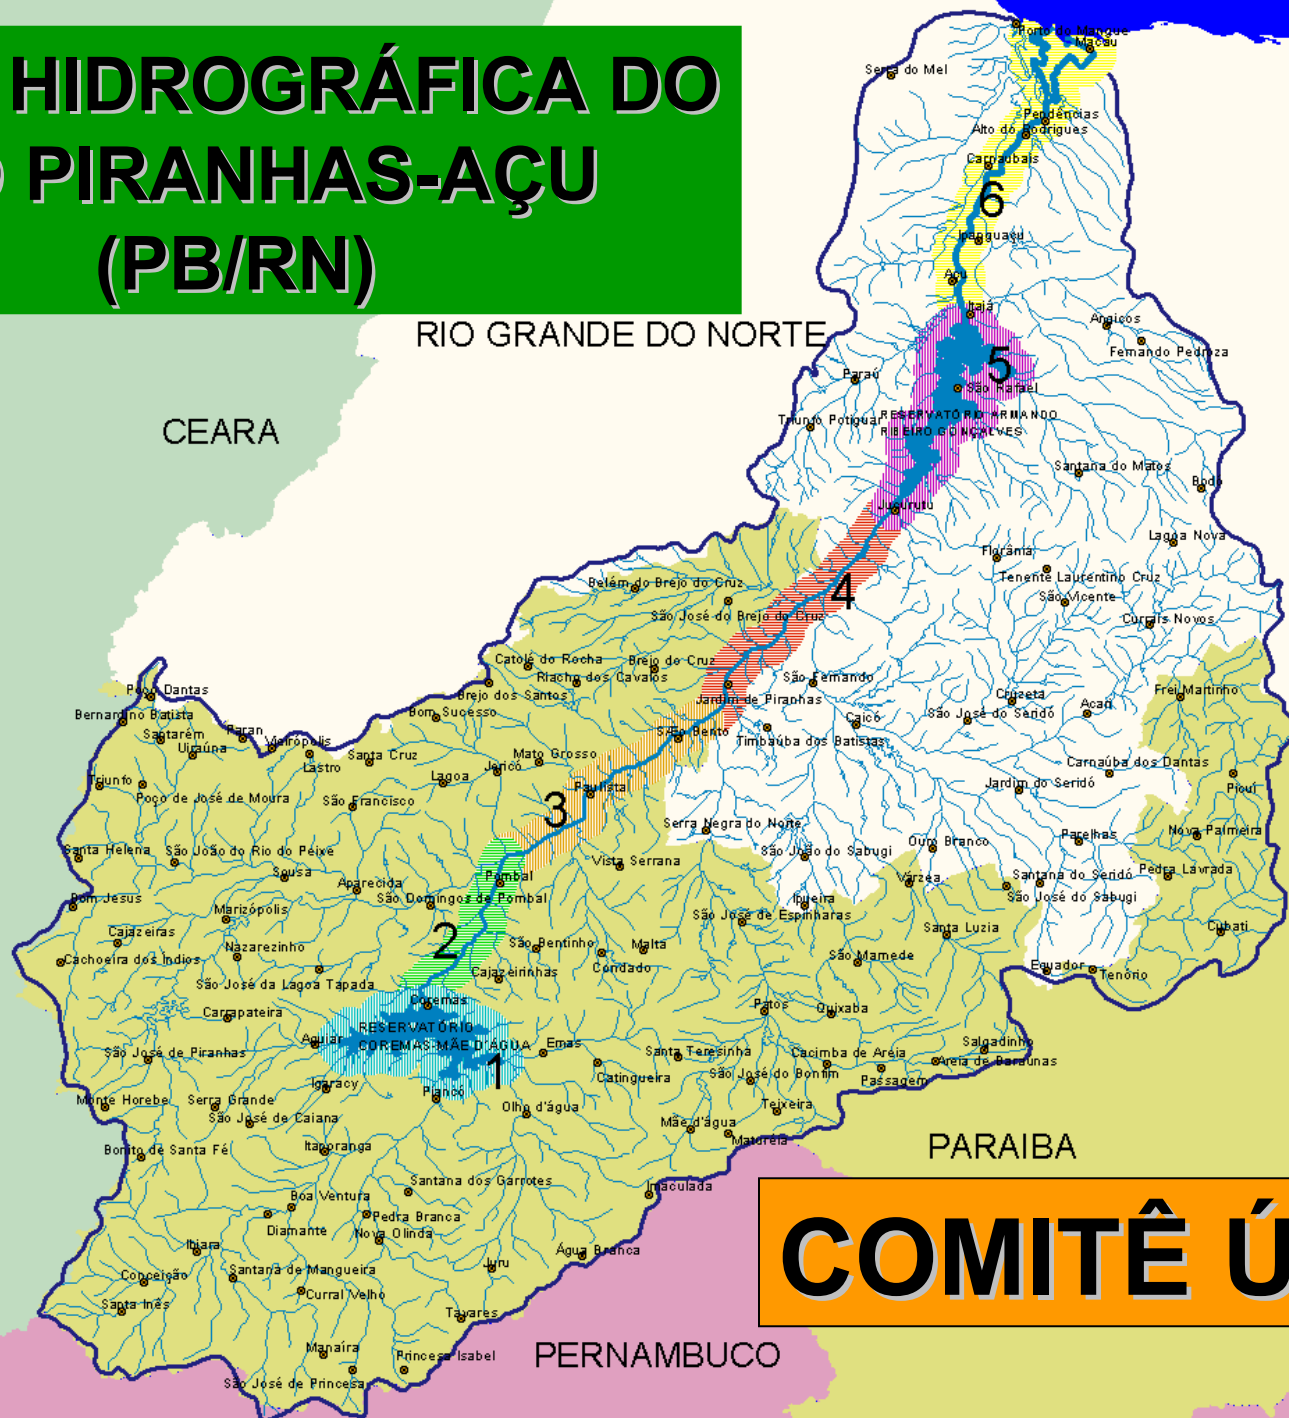 HIDROGRÁFICA DO
PIRANHAS-AÇU
(PB/RN)
Porto do Mangue
Macau
Serra do Mel
Pendências
Alto do Rodrigues
Carnaubais
6
Ipanguaçu
Açu
Itajá
RIO GRANDE DO NORTE
Angicos
Fernando Pedroza
5
Paraú
São Rafael
CEARA
Triunfo Potiguar
RESERVATÓRIO ARMANDO
RIBEIRO GONÇALVES
Santana do Matos
Bodó
Jucurutu
Lagoa Nova
Florânia
Tenente Laurentino Cruz
Belém do Brejo do Cruz
4
São Vicente
São José do Brejo do Cruz
Currais Novos
Catolé do Rocha
Brejo do Cruz
Riacho dos Cavalos
São Fernando
Poço Dantas
Brejo dos Santos
Jardim de Piranhas
Cruzeta
Frei Martinho
Bernardino Batista
Bom Sucesso
São José do Seridó
Acari
Santarém
Paran
Caicó
Uiraúna
Vieirópolis
São Bento
Timbaúba dos Batistas
Lastro
Santa Cruz
Mato Grosso
Carnaúba dos Dantas
Triunfo
Lagoa
Jericó
Jardim do Seridó
Picuí
Poço de José de Moura
São Francisco
Paulista
3
Serra Negra do Norte
Parelhas
Nova Palmeira
Santa Helena
São João do Rio do Peixe
São João do Sabugi
Ouro Branco
Vista Serrana
Sousa
Aparecida
Pombal
Várzea
Santana do Seridó
Pedra Lavrada
Bom Jesus
São Domingos de Pombal
Ipueira
São José do Sabugi
Marizópolis
São José de Espinharas
Santa Luzia
Cubati
Cajazeiras
Nazarezinho
2
São Bentinho
Malta
São Mamede
Cachoeira dos Índios
Condado
Equador
Tenório
São José da Lagoa Tapada
Cajazeirinhas
Coremas
Patos
Quixaba
Carrapateira
RESERVATÓRIO
COREMAS-MÃE D'ÁGUA
Aguiar
Emas
Salgadinho
São José de Piranhas
Santa Teresinha
Cacimba de Areia
Areia de Baraunas
1
Catingueira
São José do Bonfim
Passagem
Igaracy
Piancó
Monte Horebe
Serra Grande
Olho d'água
Teixeira
São José de Caiana
Mãe d'água
Maturéia
Bonito de Santa Fé
Itaporanga
PARAIBA
Santana dos Garrotes
Imaculada
Boa Ventura
Pedra Branca
Diamante
Nova Olinda
Ibiara
Água Branca
COMITÊ Ú
Conceição
Santana de Mangueira
Juru
Curral Velho
Santa Inês
Tavares
Manaíra
Princesa Isabel
PERNAMBUCO
São José de Princesa